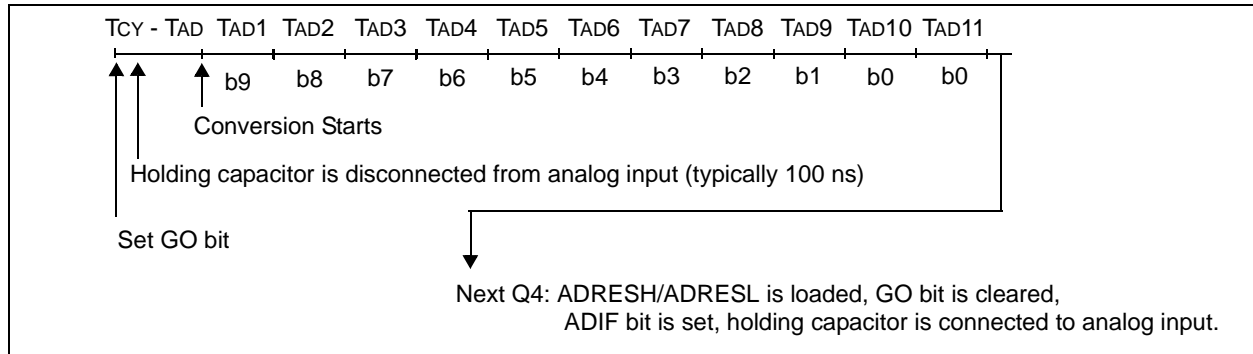 TCY - TAD TAD1 TAD2 TAD3 TAD4 TAD5 TAD6 TAD7 TAD8 TAD9 TAD10 TAD11
b9 b8 b7 b6 b5 b4 b3 b2 b1 b0 b0
Conversion Starts
Holding capacitor is disconnected from analog input (typically 100 ns)
Set GO bit
Next Q4: ADRESH/ADRESL is loaded, GO bit is cleared,
ADIF bit is set, holding capacitor is connected to analog input.